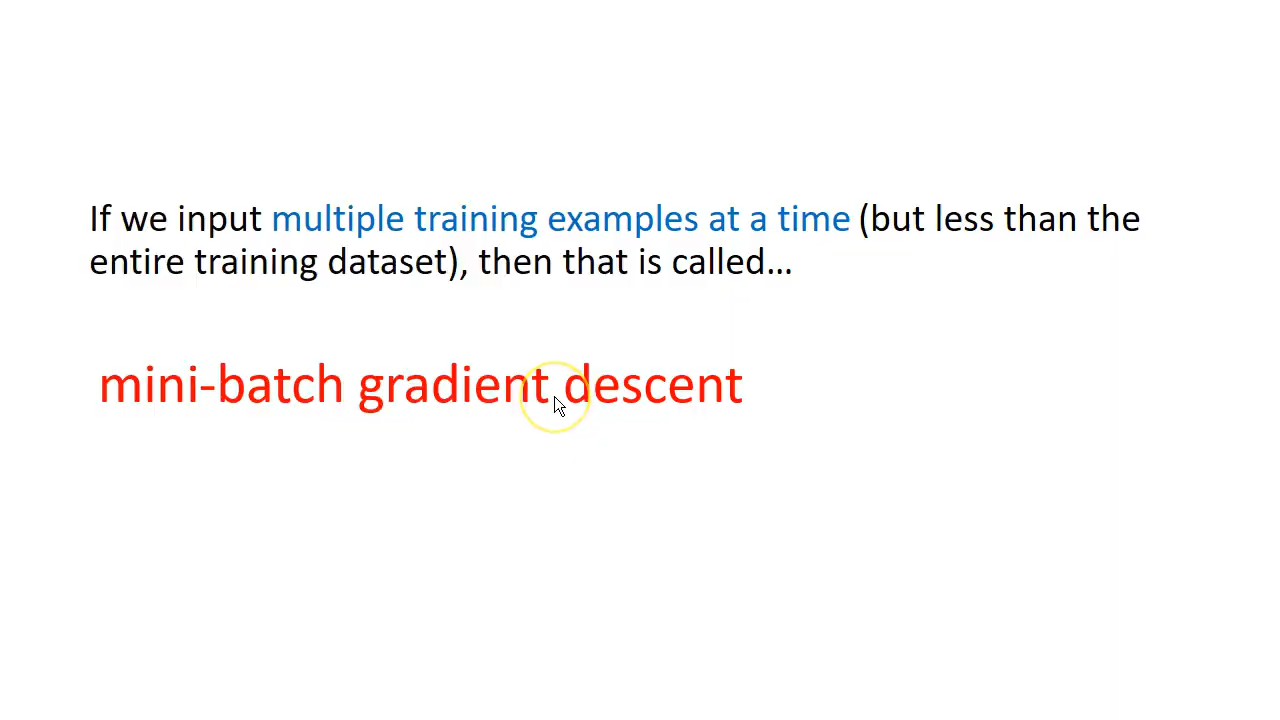 If we input multiple training examples at a time (but less than the
entire training dataset), then that is called...
mini-batch gradient descent